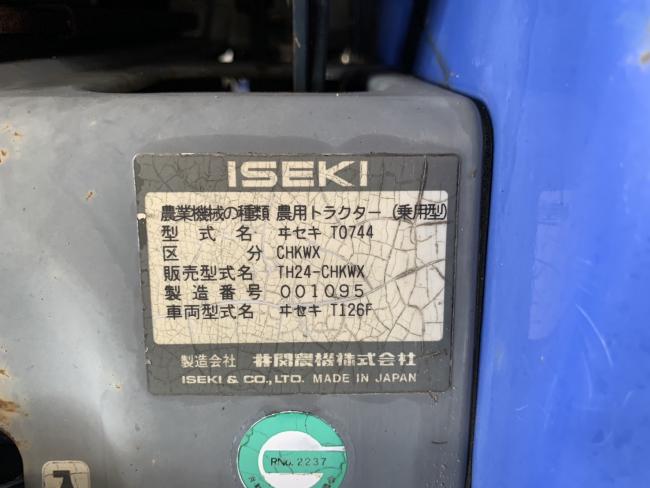 ISEKI
農業機械の種類 農用トラクター (乗用型)
型式名 ヰセキ T0744
区分 CHKWX
販売型式名 TH24-CHKWX
製造番号 001095
車両型式名 ヰセキ T126F
製造会社 井関農機株式会社
ISEKI & CO., LTD. MADE IN JAPAN
RNo. 2237